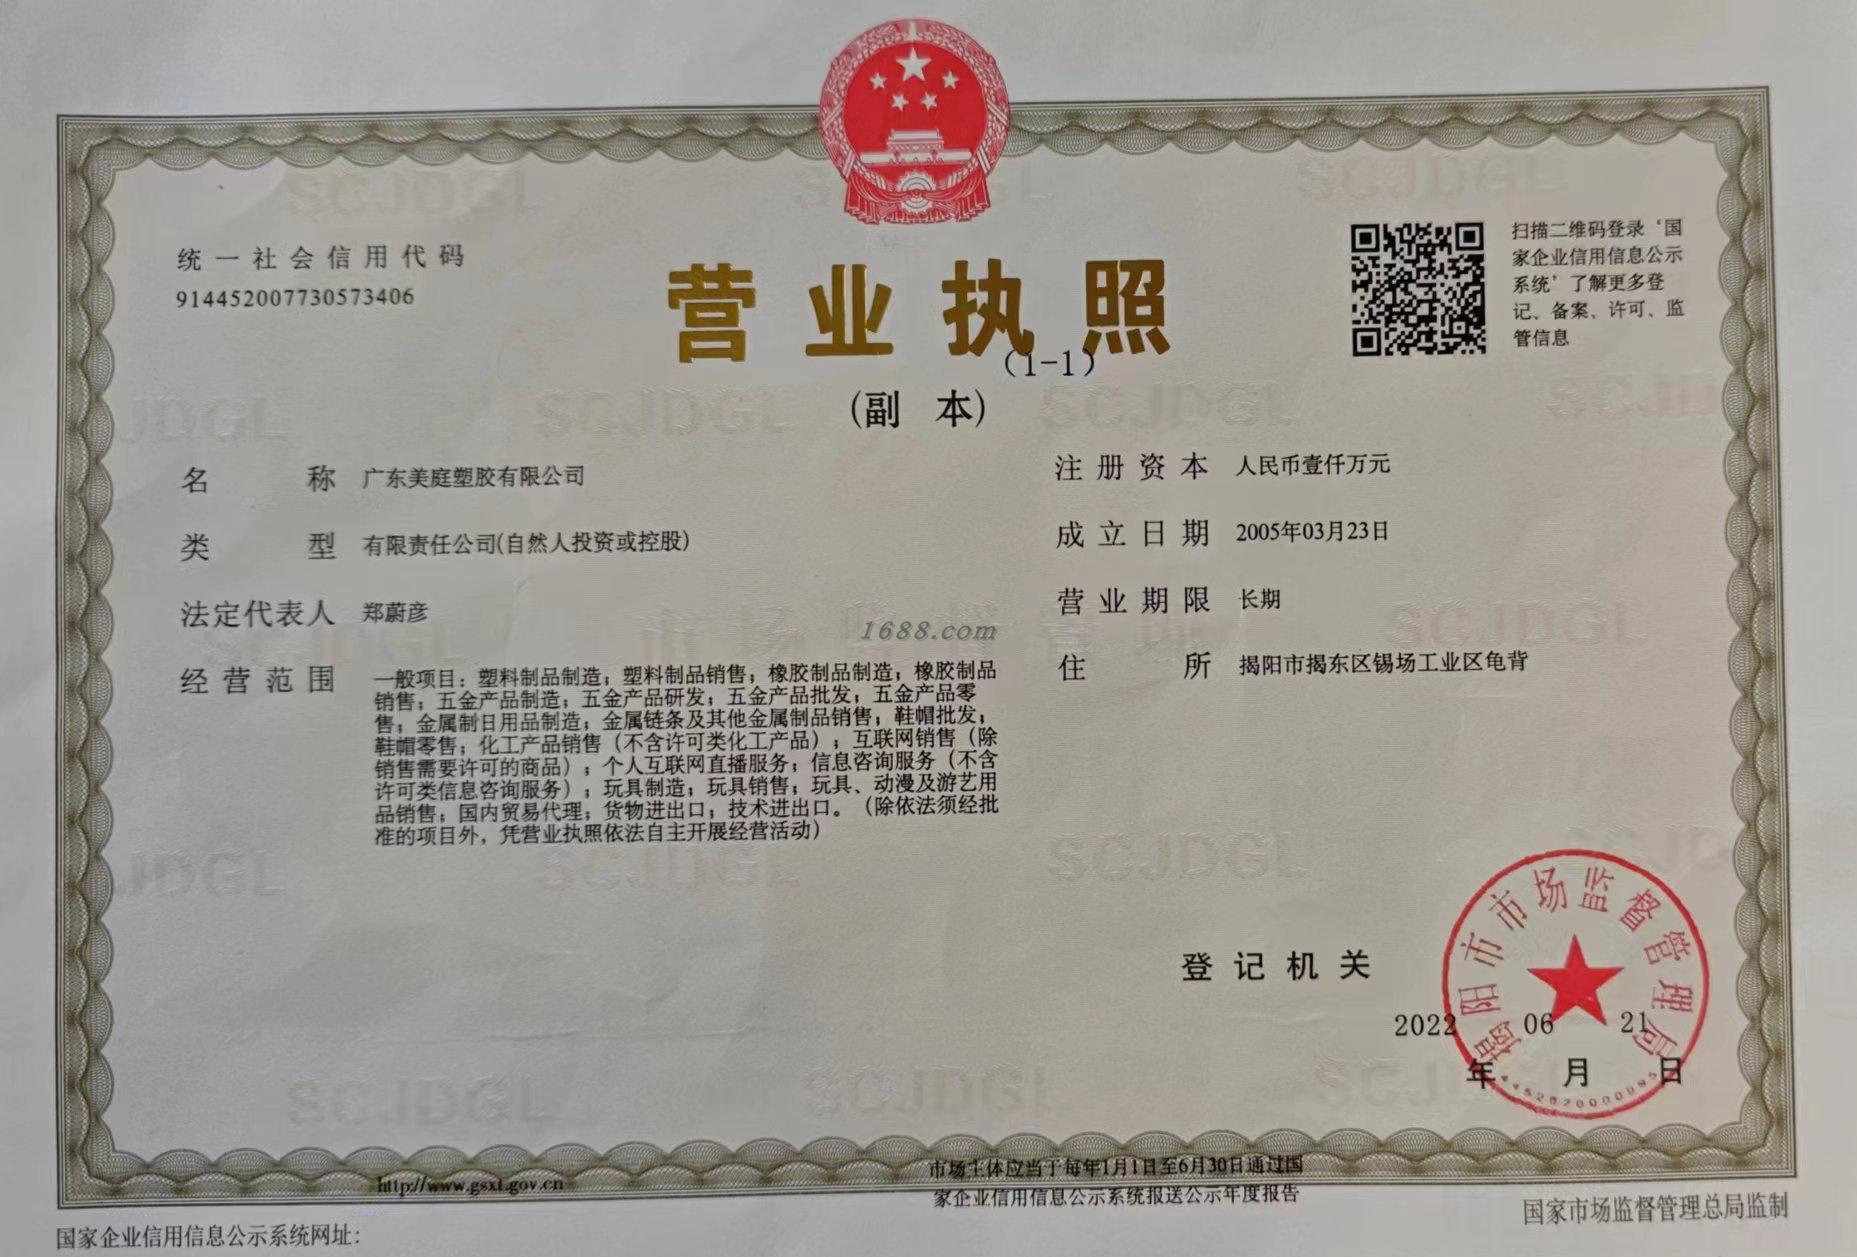 统一社会信用代码
914452007730573406
营业执照
(1-1)
(副 本)
扫描二维码登录‘国
家企业信用信息公示
系统’了解更多登
记、备案、许可、监
管信息
名 称 广东美庭塑胶有限公司
类 型 有限责任公司(自然人投资或控股)
法定代表人 郑蔚彦
经营范围 一般项目：塑料制品制造；塑料制品销售；橡胶制品制造；橡胶制品
销售；五金产品制造；五金产品研发；五金产品批发；五金产品零
售；金属制日用品制造；金属链条及其他金属制品销售；鞋帽批发；
鞋帽零售；化工产品销售（不含许可类化工产品）；互联网销售（除
销售需要许可的商品）；个人互联网直播服务；信息咨询服务（不含
许可类信息咨询服务）；玩具制造；玩具销售；玩具、动漫及游艺用
品销售；国内贸易代理；货物进出口；技术进出口。（除依法须经批
准的项目外，凭营业执照依法自主开展经营活动）
注册资本 人民币壹仟万元
成立日期 2005年03月23日
营业期限 长期
住 所 揭阳市揭东区锡场工业区龟背
1688.com
登记机关
揭阳市市场监督管理局
2022 06 21
年 月 日
http://www.gsxt.gov.cn
市场主体应当于每年1月1日至6月30日通过国
家企业信用信息公示系统报送公示年度报告
国家企业信用信息公示系统网址：
国家市场监督管理总局监制
SCJDGL